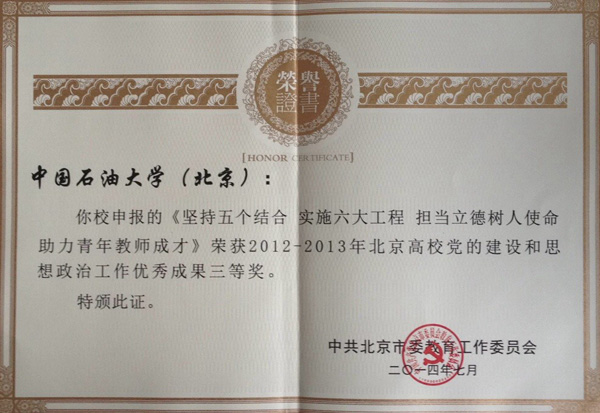 榮譽
證書
[HONOR CERTIFICATE]
中国石油大学（北京）：
你校申报的《坚持五个结合 实施六大工程 担当立德树人使命
助力青年教师成才》荣获2012-2013年北京高校党的建设和思
想政治工作优秀成果三等奖。
特颁此证。
中共北京市委教育工作委员会
二〇一四年七月